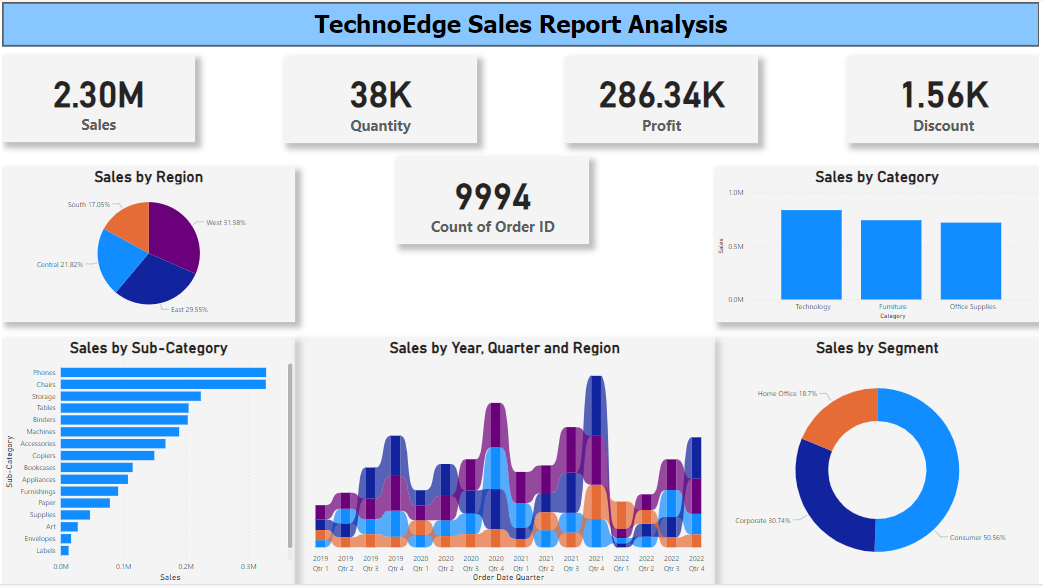 TechnoEdge Sales Report Analysis
2.30M
Sales
38K
Quantity
286.34K
Profit
1.56K
Discount
9994
Count of Order ID
Sales by Region
South 17.05%
West 31.58%
Central 21.82%
East 29.55%
Sales by Category
1.0M
0.5M
0.0M
Sales
Technology
Furniture
Office Supplies
Category
Sales by Sub-Category
Sub-Category
Phones
Chairs
Storage
Tables
Binders
Machines
Accessories
Copiers
Bookcases
Appliances
Furnishings
Paper
Supplies
Art
Envelopes
Labels
0.0M 0.1M 0.2M 0.3M
Sales
Sales by Year, Quarter and Region
2019 2019 2019 2019 2020 2020 2020 2020 2021 2021 2021 2021 2022 2022 2022 2022
Qtr 1 Qtr 2 Qtr 3 Qtr 4 Qtr 1 Qtr 2 Qtr 3 Qtr 4 Qtr 1 Qtr 2 Qtr 3 Qtr 4 Qtr 1 Qtr 2 Qtr 3 Qtr 4
Order Date Quarter
Sales by Segment
Home Office 18.7%
Corporate 30.74%
Consumer 50.56%